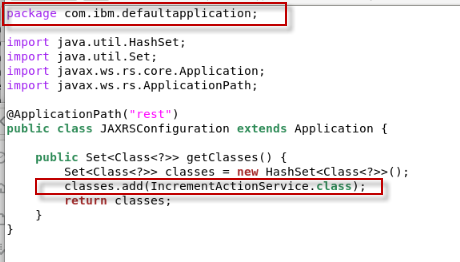 package com.ibm.defaultapplication;
import java.util.HashSet;
import java.util.Set;
import javax.ws.rs.core.Application;
import javax.ws.rs.ApplicationPath;
@ApplicationPath("rest")
public class JAXRSConfiguration extends Application {
public Set<Class<?>> getClasses() {
Set<Class<?>> classes = new HashSet<Class<?>>();
classes.add(IncrementActionService.class);
return classes;
}
}